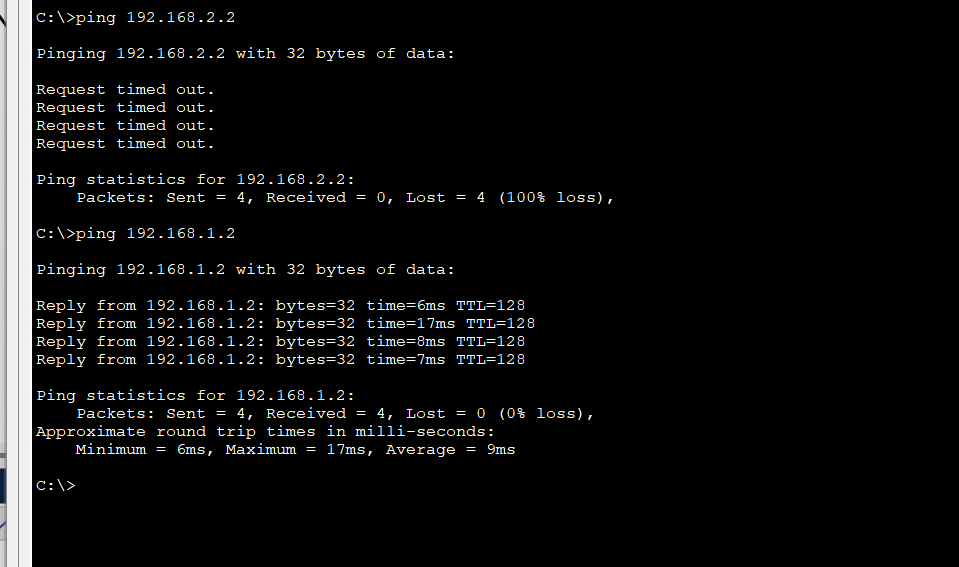 C:\>ping 192.168.2.2
Pinging 192.168.2.2 with 32 bytes of data:
Request timed out.
Request timed out.
Request timed out.
Request timed out.
Ping statistics for 192.168.2.2:
    Packets: Sent = 4, Received = 0, Lost = 4 (100% loss),
C:\>ping 192.168.1.2
Pinging 192.168.1.2 with 32 bytes of data:
Reply from 192.168.1.2: bytes=32 time=6ms TTL=128
Reply from 192.168.1.2: bytes=32 time=17ms TTL=128
Reply from 192.168.1.2: bytes=32 time=8ms TTL=128
Reply from 192.168.1.2: bytes=32 time=7ms TTL=128
Ping statistics for 192.168.1.2:
    Packets: Sent = 4, Received = 4, Lost = 0 (0% loss),
Approximate round trip times in milli-seconds:
    Minimum = 6ms, Maximum = 17ms, Average = 9ms
C:\>